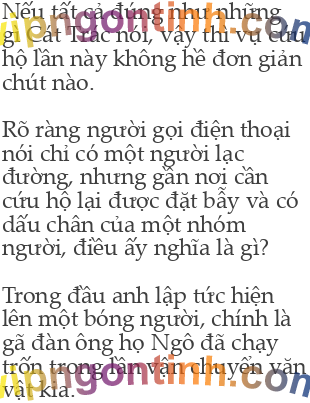 Nếu tất cả đúng như những
gì Cát Trắc nói, vậy thì vụ cứu
hộ lần này không hề đơn giản
chút nào.
Rõ ràng người gọi điện thoại
nói chỉ có một người lạc
đường, nhưng gần nơi cần
cứu hộ lại được đặt bẫy và có
dấu chân của một nhóm
người, điều ấy nghĩa là gì?
Trong đầu anh lập tức hiện
lên một bóng người, chính là
gã đàn ông họ Ngô đã chạy
trốn trong lần vận chuyển văn
vật kia.
vipngontinh.com
vipngontinh.com